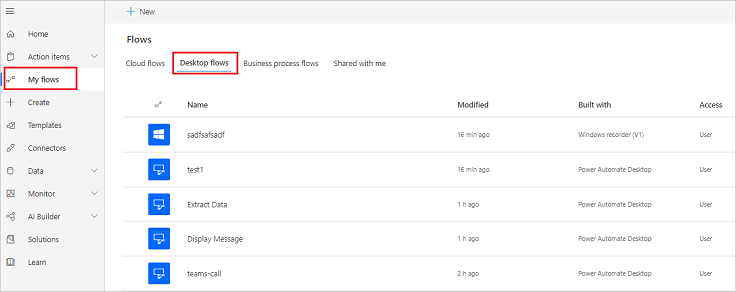 New
Home
Action items
My flows
Create
Templates
Connectors
Data
Monitor
AI Builder
Solutions
Learn
Flows
Cloud flows Desktop flows Business process flows Shared with me
Name Modified Built with Access
sadfsafsadf 16 min ago Windows recorder (V1) User
test1 16 min ago Power Automate Desktop User
Extract Data 1 h ago Power Automate Desktop User
Display Message 1 h ago Power Automate Desktop User
teams-call 2 h ago Power Automate Desktop User